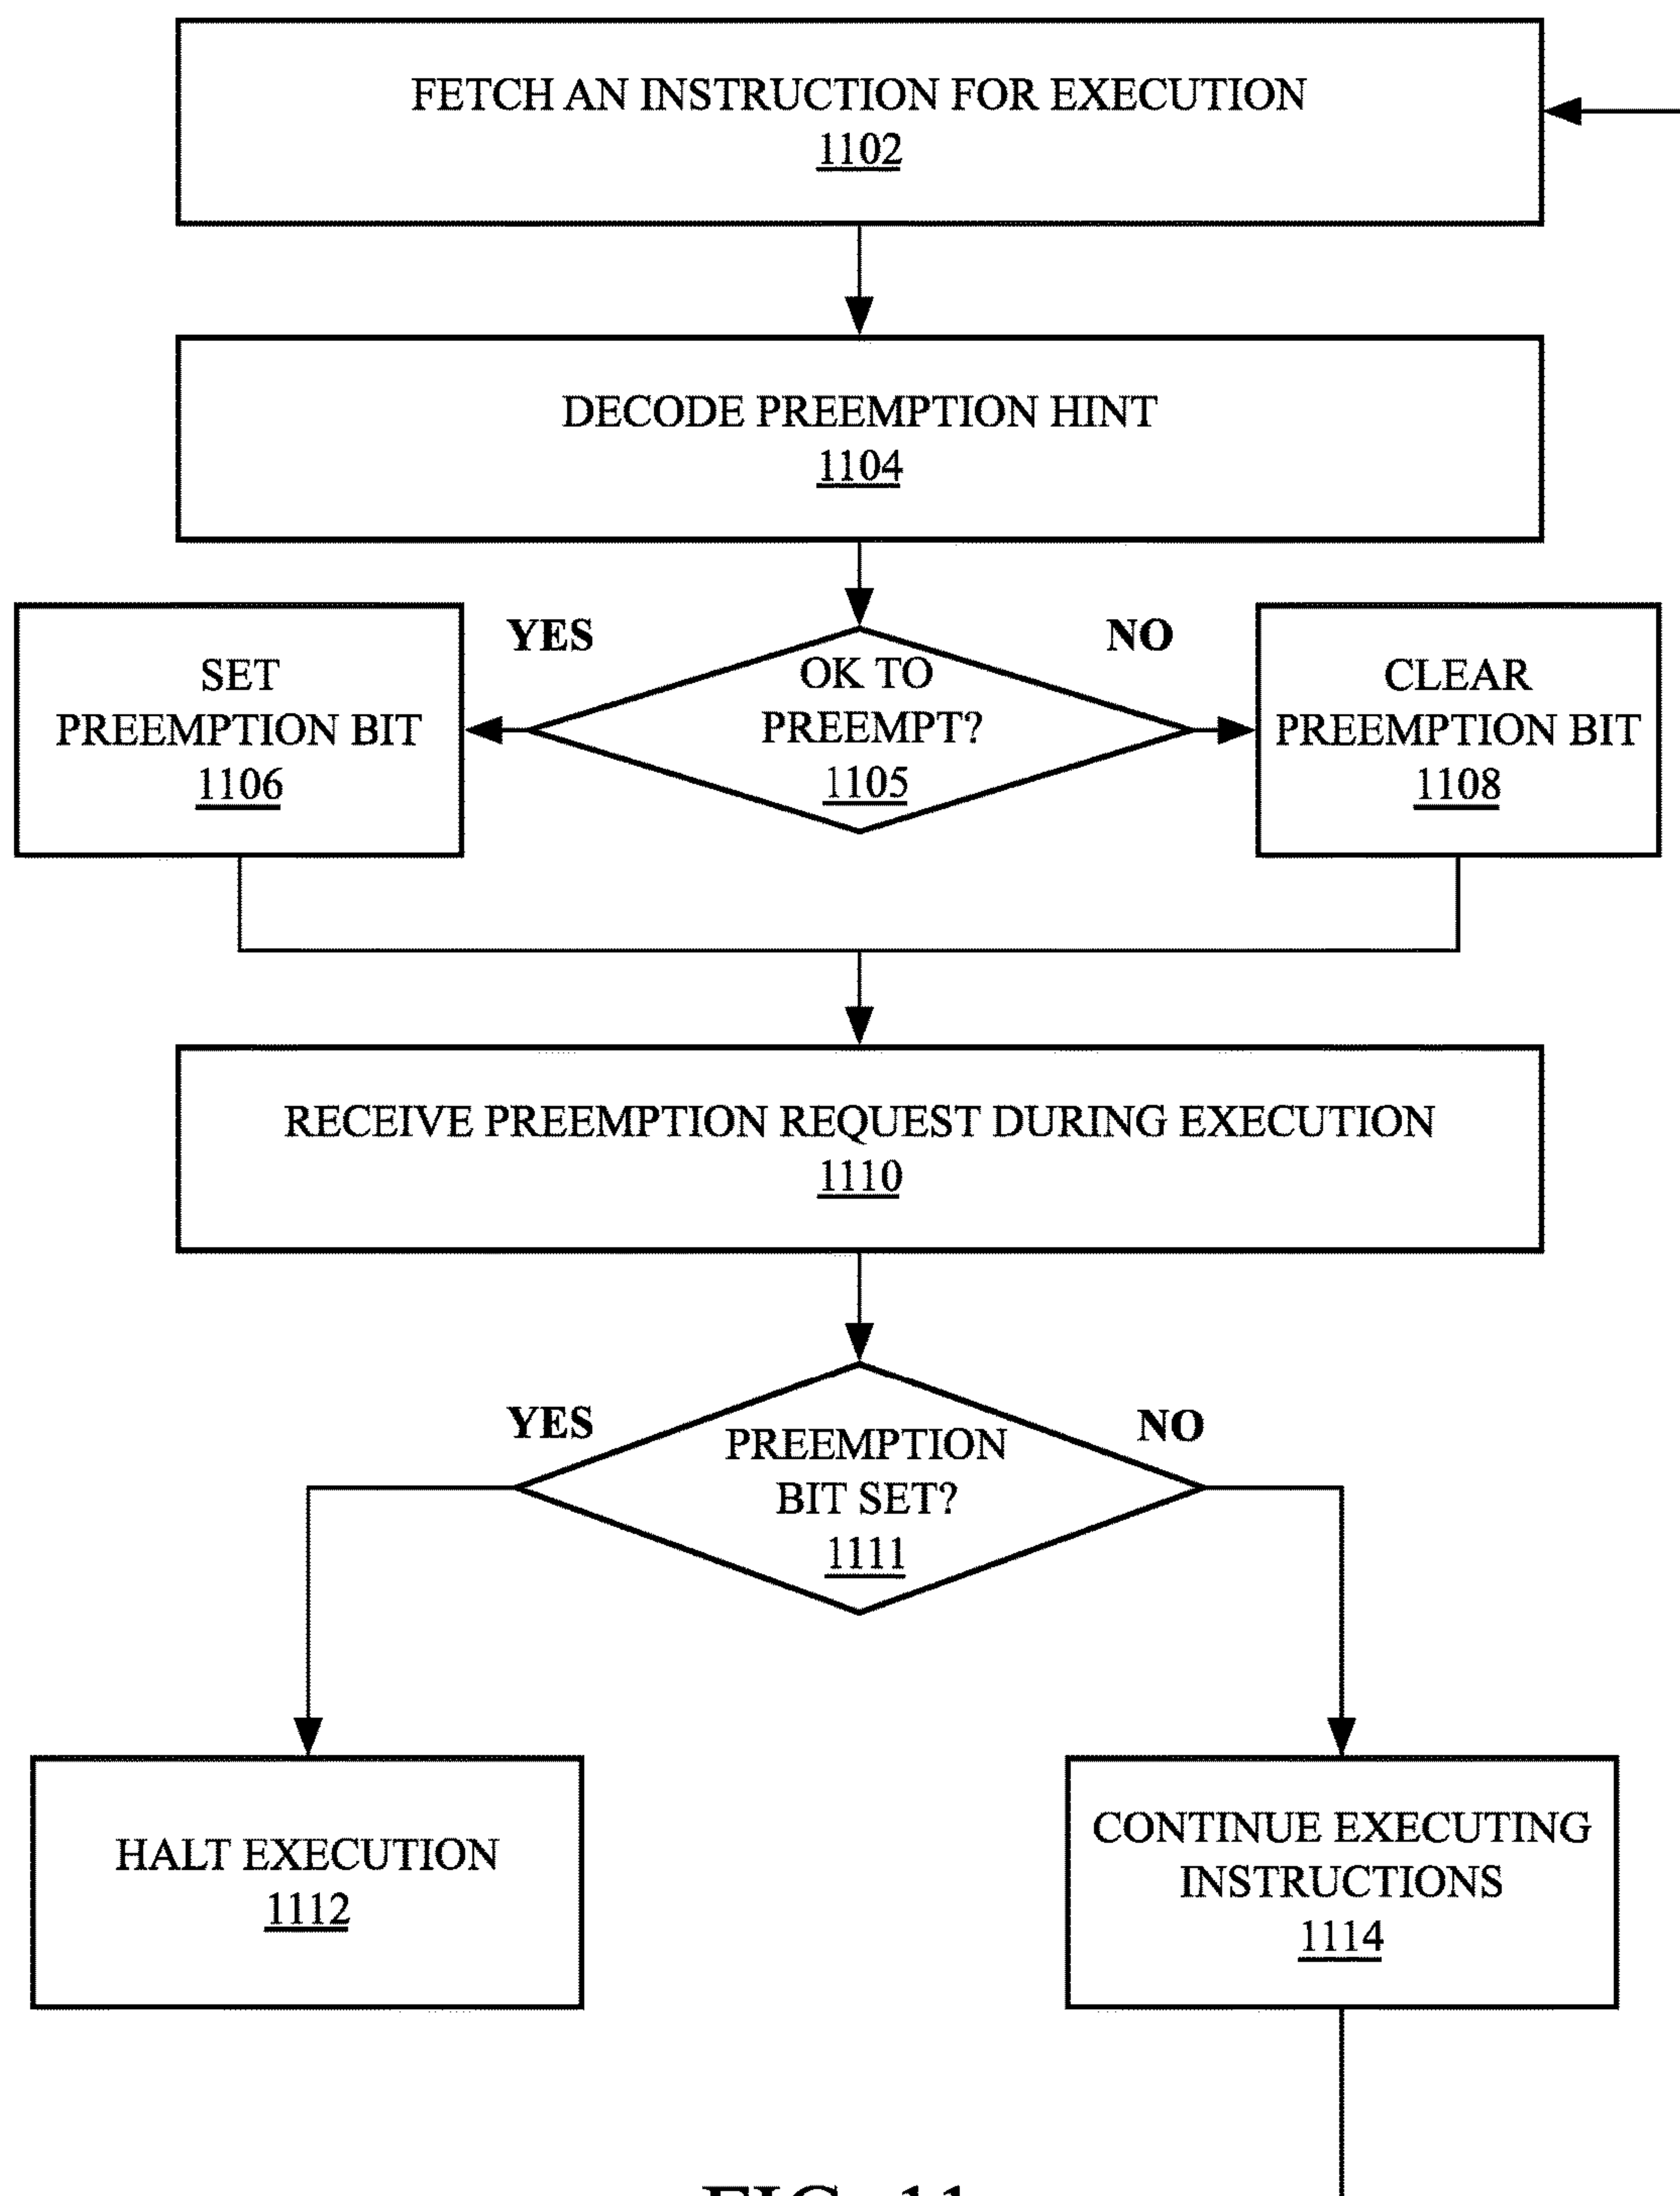 FETCH AN INSTRUCTION FOR EXECUTION
1102
DECODE PREEMPTION HINT
1104
YES
NO
OK TO
PREEMPT?
1105
SET
PREEMPTION BIT
1106
CLEAR
PREEMPTION BIT
1108
RECEIVE PREEMPTION REQUEST DURING EXECUTION
1110
YES
NO
PREEMPTION
BIT SET?
1111
HALT EXECUTION
1112
CONTINUE EXECUTING
INSTRUCTIONS
1114
FIG. 11